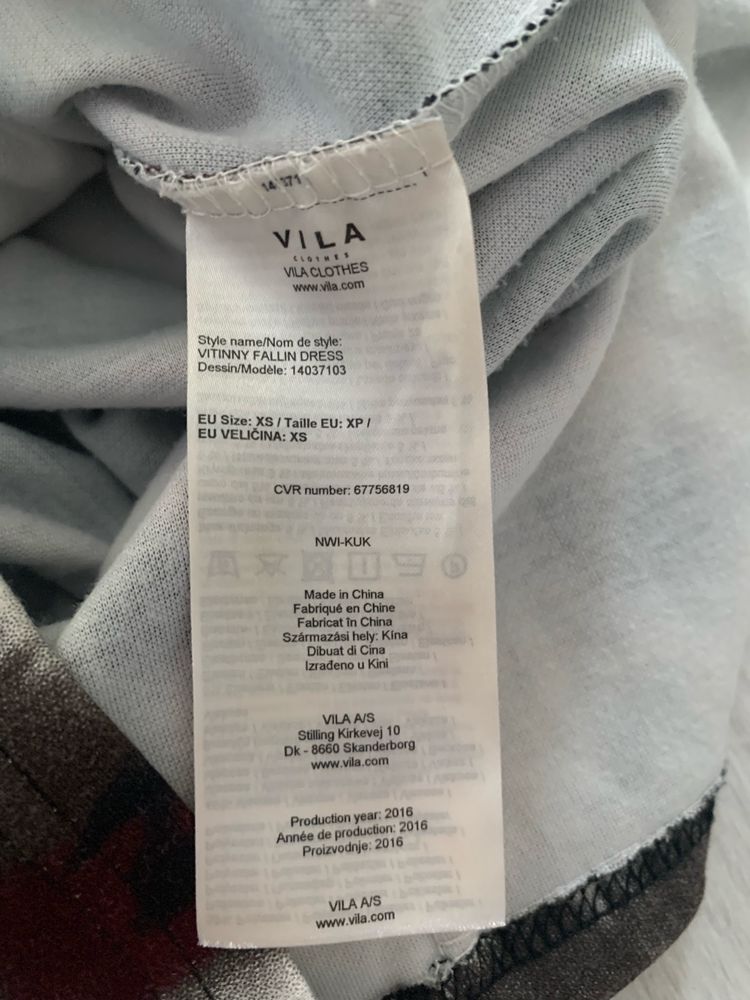 14 371
VILA
CLOTHES
VILA CLOTHES
www.vila.com
Style name/Nom de style:
VITINNY FALLIN DRESS
Dessin/Modèle: 14037103
EU Size: XS / Taille EU: XP /
EU VELIČINA: XS
CVR number: 67756819
NWI-KUK
Made in China
Fabriqué en Chine
Fabricat în China
Származási hely: Kína
Dibuat di Cina
Izrađeno u Kini
VILA A/S
Stilling Kirkevej 10
Dk - 8660 Skanderborg
www.vila.com
Production year: 2016
Année de production: 2016
Proizvodnje: 2016
VILA A/S
www.vila.com